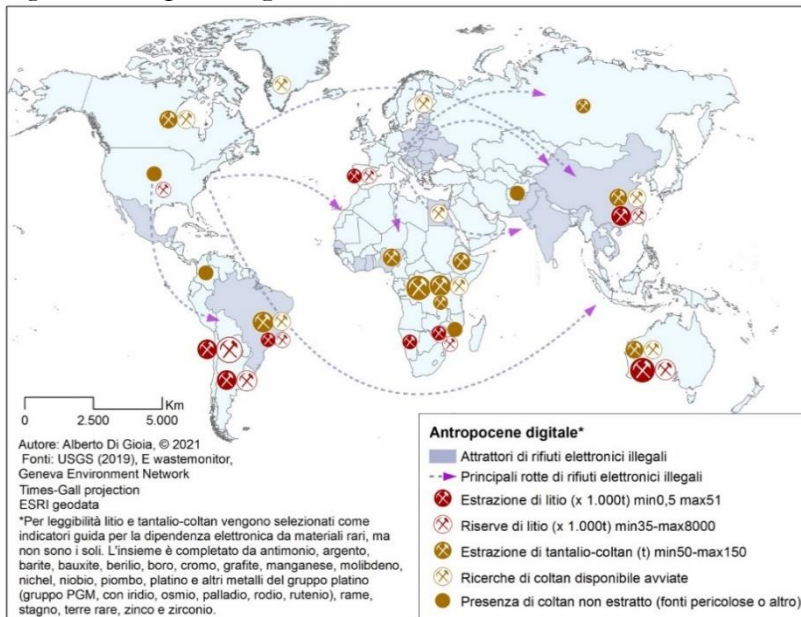 Km
0
2.500
5.000
Autore: Alberto Di Gioia, © 2021
Fonti: USGS (2019), E wastemonitor,
Geneva Environment Network
Times-Gall projection
ESRI geodata
*Per leggibilità litio e tantalio-coltan vengono selezionati come
indicatori guida per la dipendenza elettronica da materiali rari, ma
non sono i soli. L'insieme è completato da antimonio, argento,
barite, bauxite, berilio, boro, cromo, grafite, manganese, molibdeno,
nichel, niobio, piombo, platino e altri metalli del gruppo platino
(gruppo PGM, con iridio, osmio, palladio, rodio, rutenio), rame,
stagno, terre rare, zinco e zirconio.
Antropocene digitale*
Attrattori di rifiuti elettronici illegali
Principali rotte di rifiuti elettronici illegali
Estrazione di litio (x 1.000t) min0,5 max51
Riserve di litio (x 1.000t) min35-max8000
Estrazione di tantalio-coltan (t) min50-max150
Ricerche di coltan disponibile avviate
Presenza di coltan non estratto (fonti pericolose o altro)